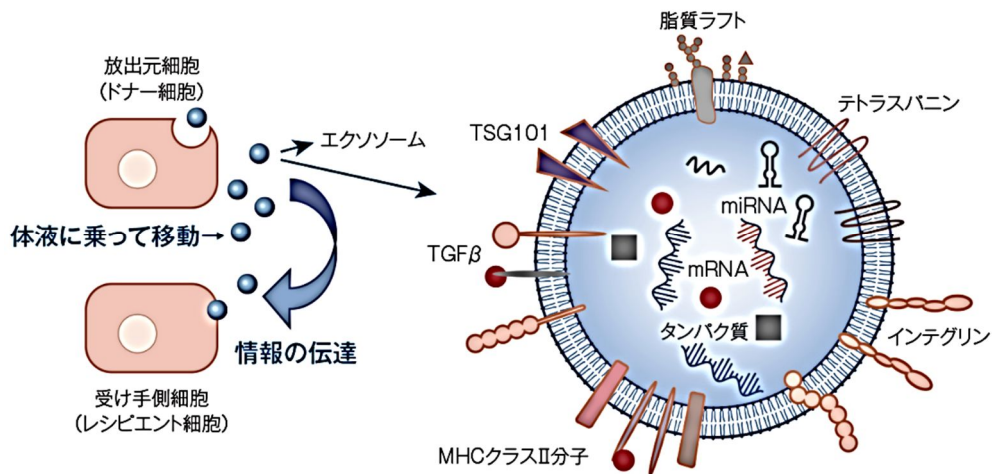 放出元細胞
(ドナー細胞)
エクソソーム
体液に乗って移動→
情報の伝達
受け手側細胞
(レシピエント細胞)
脂質ラフト
テトラスパニン
TSG101
miRNA
TGFβ
mRNA
タンパク質
インテグリン
MHCクラスⅡ分子